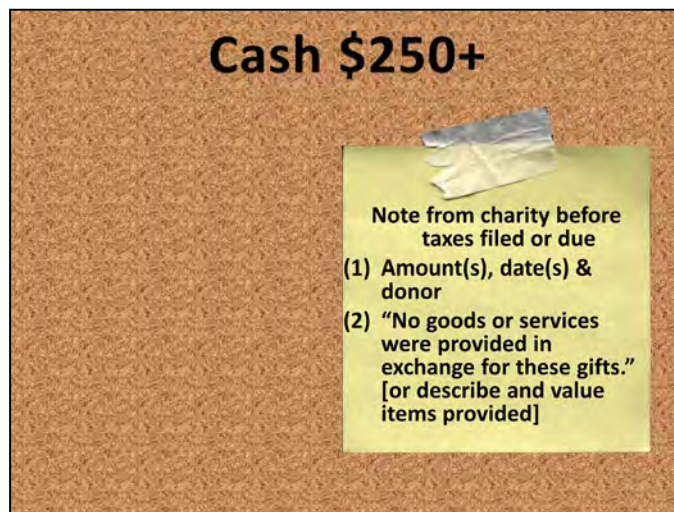 Cash $250+
Note from charity before
taxes filed or due
(1) Amount(s), date(s) &
donor
(2) “No goods or services
were provided in
exchange for these gifts.”
[or describe and value
items provided]